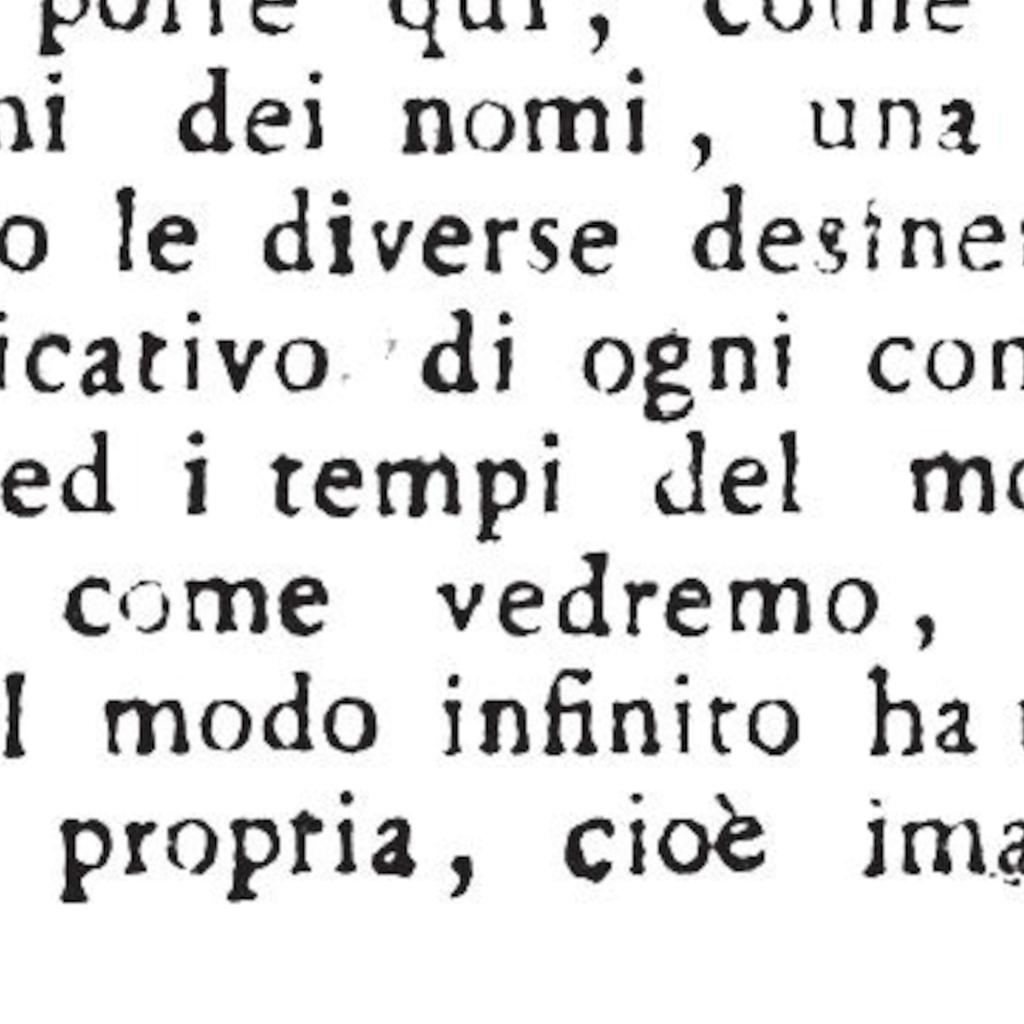 porre qui, come
ni dei nomi, una
o le diverse desine
icativo di ogni con
ed i tempi del mo
come vedremo,
l modo infinito ha
propria, cioè ima